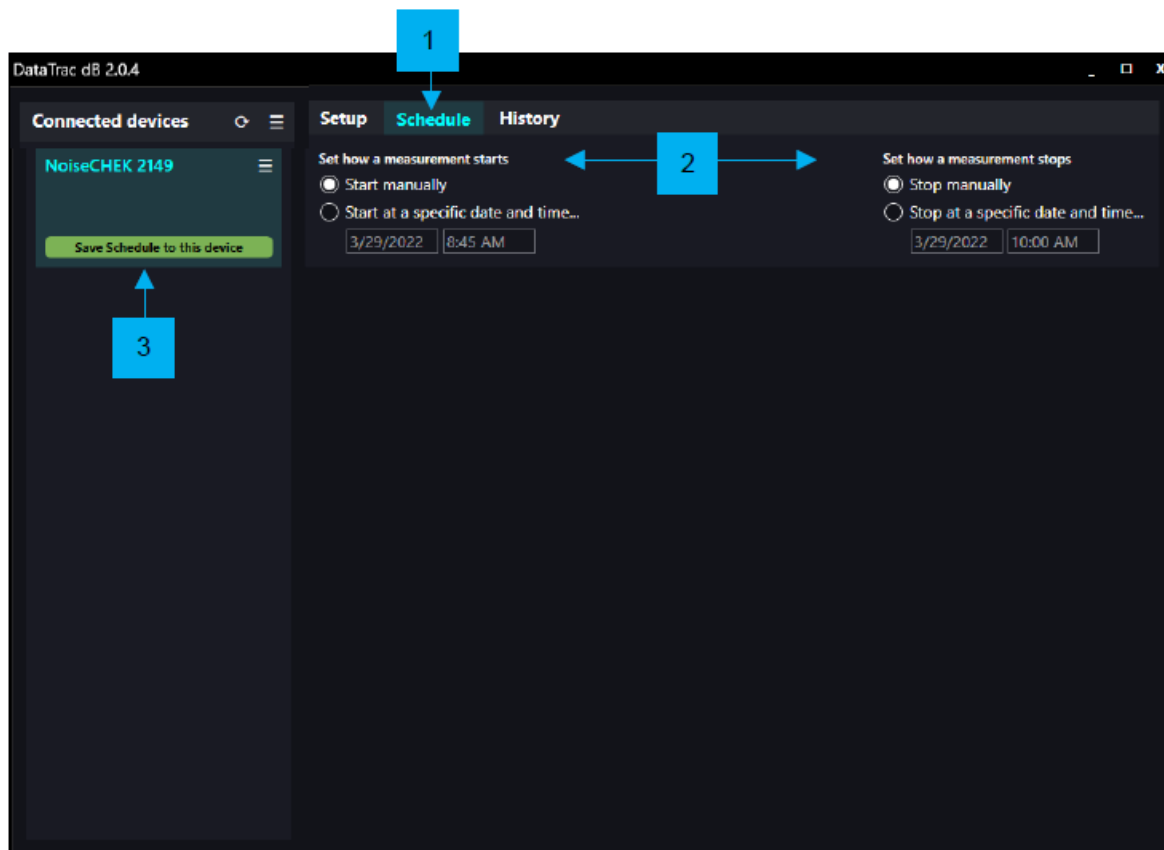 1
DataTrac dB 2.0.4
Connected devices
Setup Schedule History
NoiseCHEK 2149
Save Schedule to this device
Set how a measurement starts
Start manually
Start at a specific date and time...
3/29/2022 8:45 AM
2
Set how a measurement stops
Stop manually
Stop at a specific date and time...
3/29/2022 10:00 AM
3